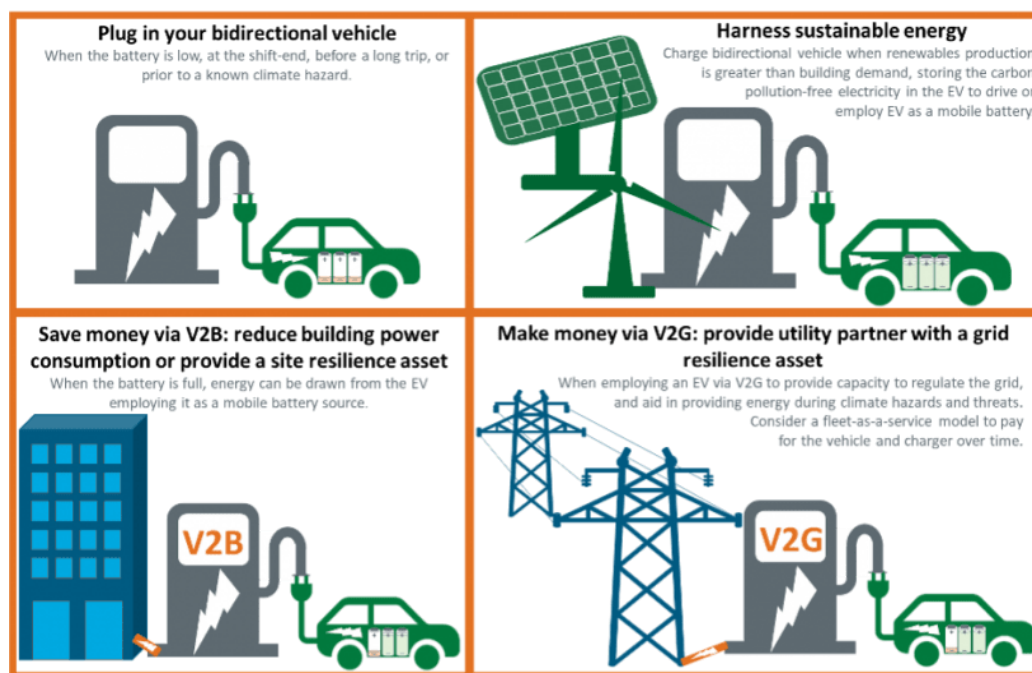 Plug in your bidirectional vehicle
When the battery is low, at the shift-end, before a long trip, or
prior to a known climate hazard.
Harness sustainable energy
Charge bidirectional vehicle when renewables production
is greater than building demand, storing the carbon
pollution-free electricity in the EV to drive or
employ EV as a mobile battery
Save money via V2B: reduce building power
consumption or provide a site resilience asset
When the battery is full, energy can be drawn from the EV
employing it as a mobile battery source.
V2B
Make money via V2G: provide utility partner with a grid
resilience asset
When employing an EV via V2G to provide capacity to regulate the grid,
and aid in providing energy during climate hazards and threats.
Consider a fleet-as-a-service model to pay
for the vehicle and charger over time.
V2G